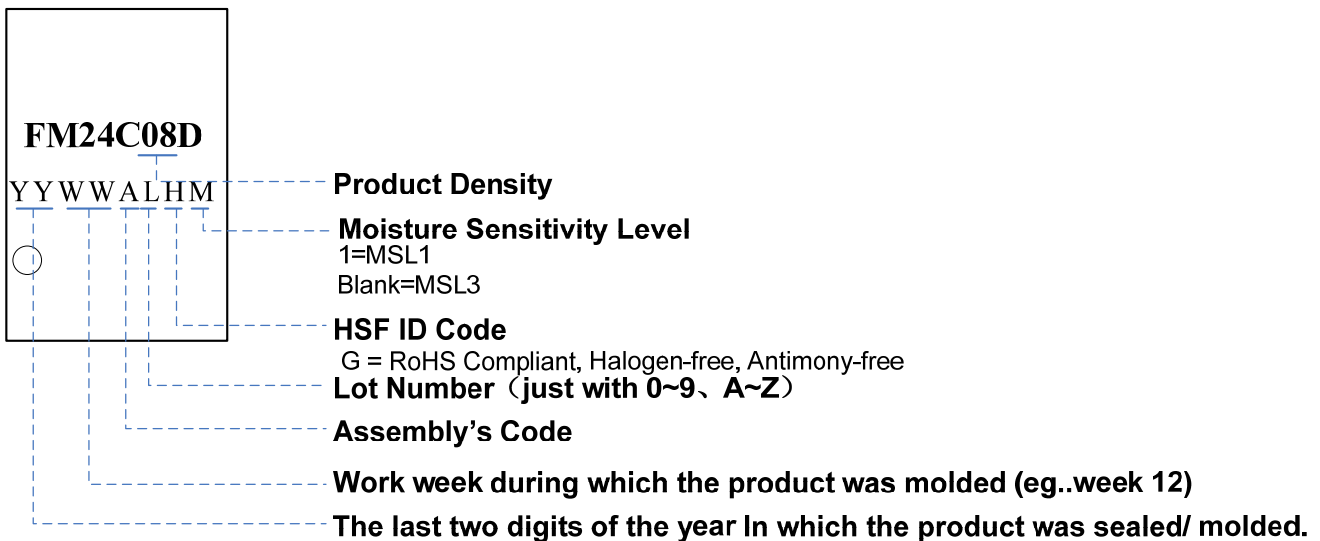 FM24C08D
YYWWALHM
Product Density
Moisture Sensitivity Level
1=MSL1
Blank=MSL3
HSF ID Code
G = RoHS Compliant, Halogen-free, Antimony-free
Lot Number（just with 0~9、A~Z）
Assembly's Code
Work week during which the product was molded (eg..week 12)
The last two digits of the year In which the product was sealed/ molded.